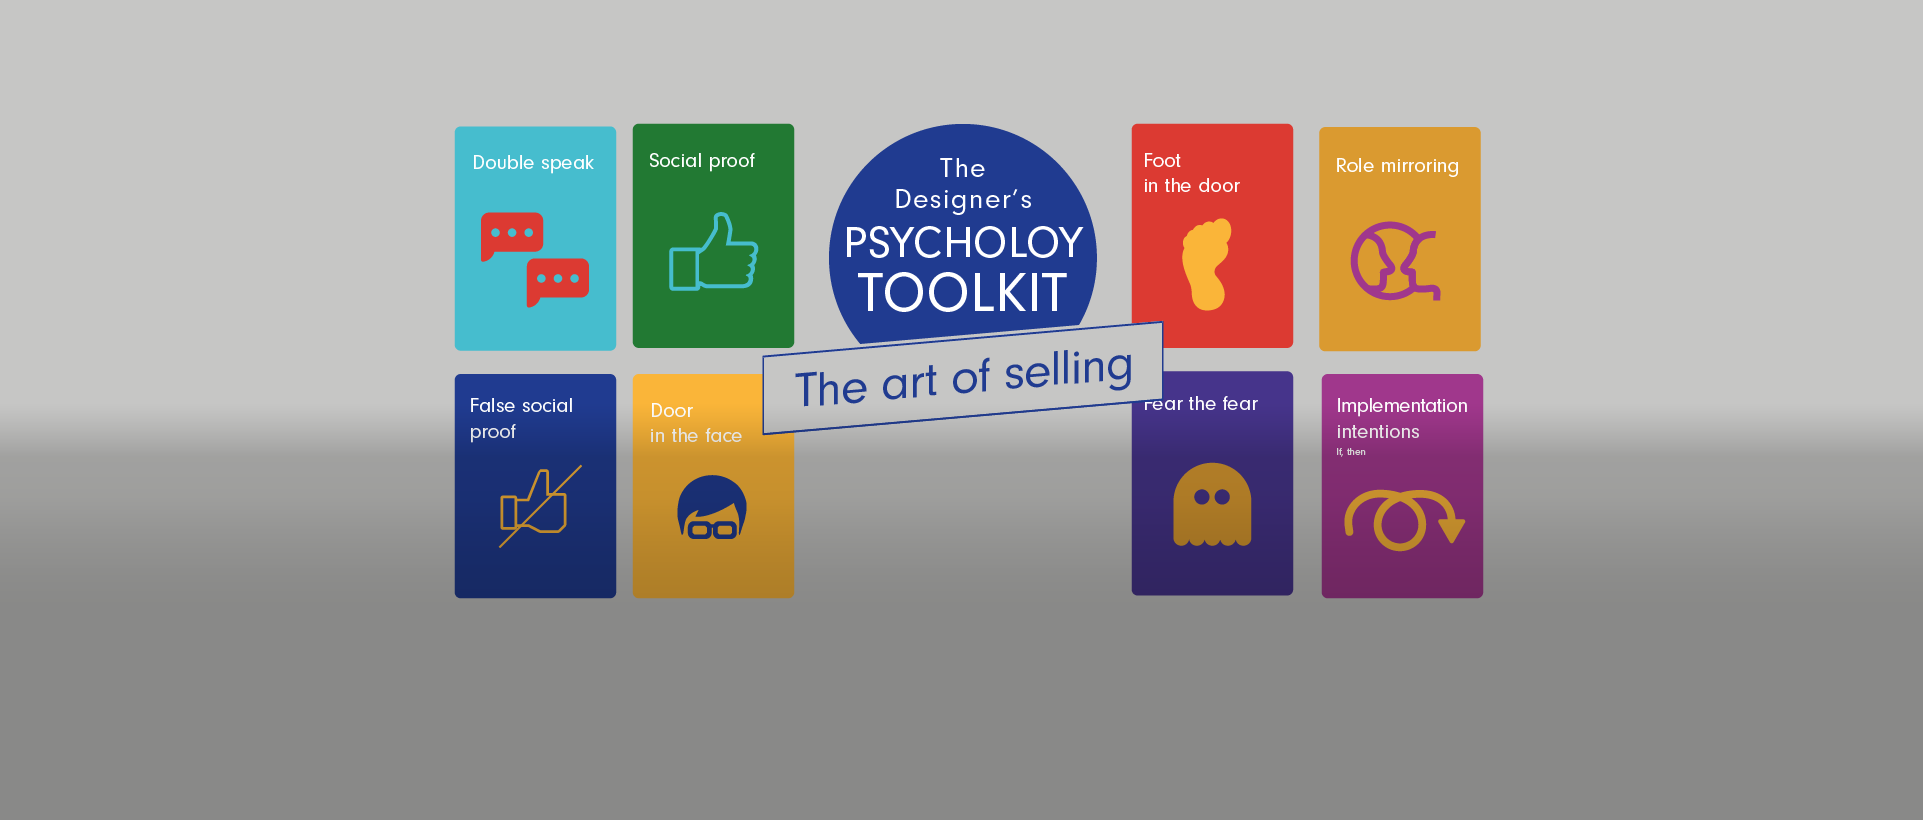 Double speak
Social proof
The
Designer's
PSYCHOLOY
TOOLKIT
The art of selling
Foot
in the door
Role mirroring
False social
proof
Door
in the face
Fear the fear
Implementation
intentions
If, then